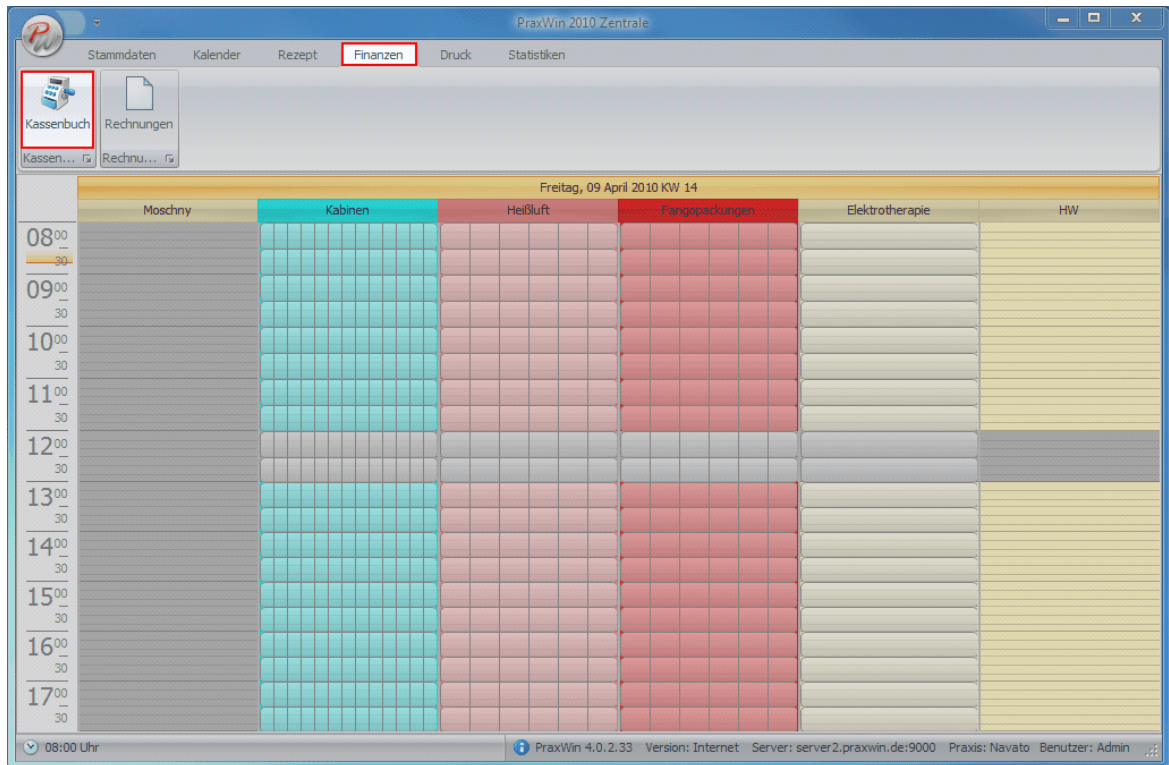 PraxWin 2010 Zentrale
Stammdaten Kalender Rezept Finanzen Druck Statistiken
Kassenbuch Rechnungen
Kassen... Rechnu...
Freitag, 09 April 2010 KW 14
Moschny Kabinen Heißluft Fangopackungen Elektrotherapie HW
08 00
30
09 00
30
10 00
30
11 00
30
12 00
30
13 00
30
14 00
30
15 00
30
16 00
30
17 00
30
08:00 Uhr PraxWin 4.0.2.33 Version: Internet Server: server2.praxwin.de:9000 Praxis: Navato Benutzer: Admin